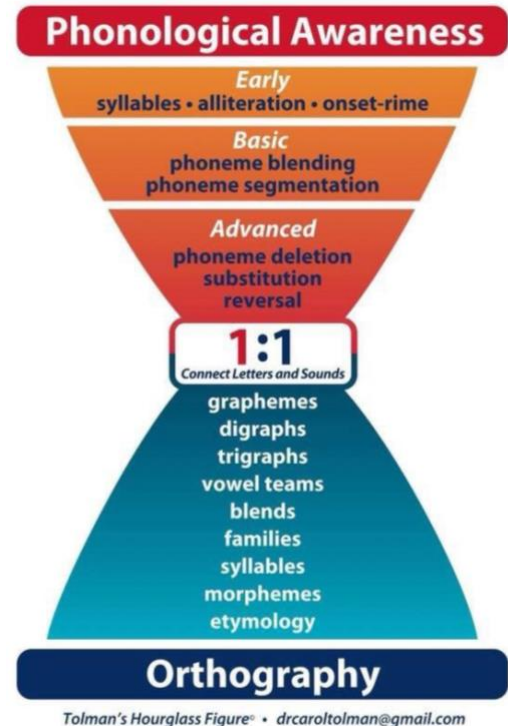 Phonological Awareness
Early
syllables • alliteration • onset-rime
Basic
phoneme blending
phoneme segmentation
Advanced
phoneme deletion
substitution
reversal
1:1
Connect Letters and Sounds
graphemes
digraphs
trigraphs
vowel teams
blends
families
syllables
morphemes
etymology
Orthography
Tolman's Hourglass Figure© • drcaroltolman@gmail.com